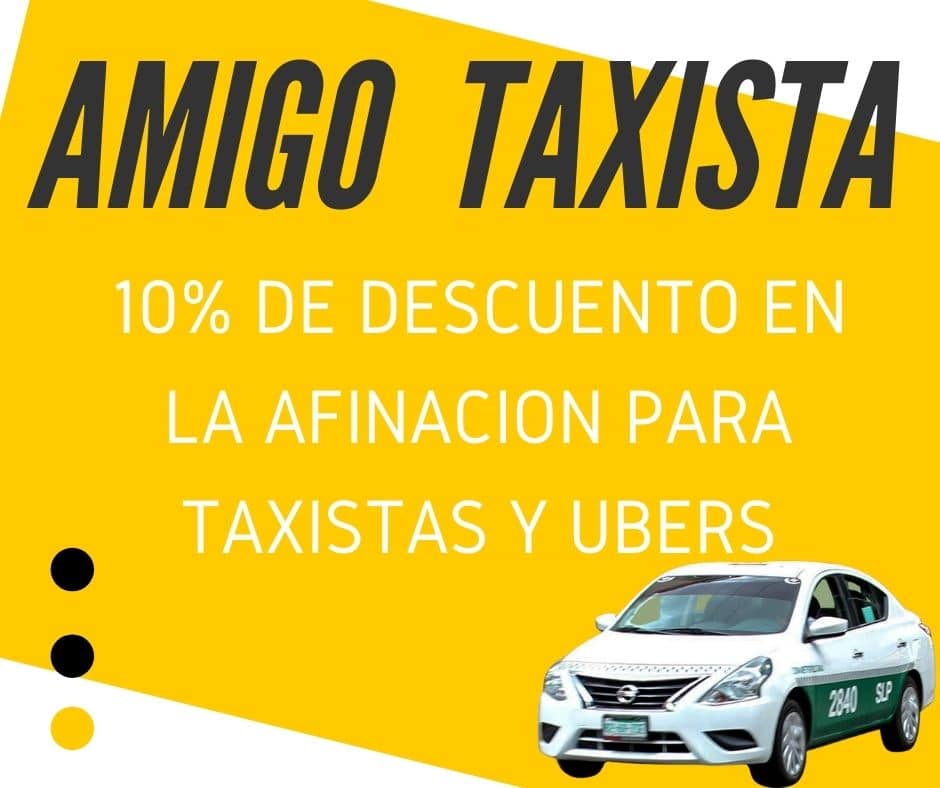 AMIGO TAXISTA
10% DE DESCUENTO EN
LA AFINACION PARA
TAXISTAS Y UBERS
2840 SLP